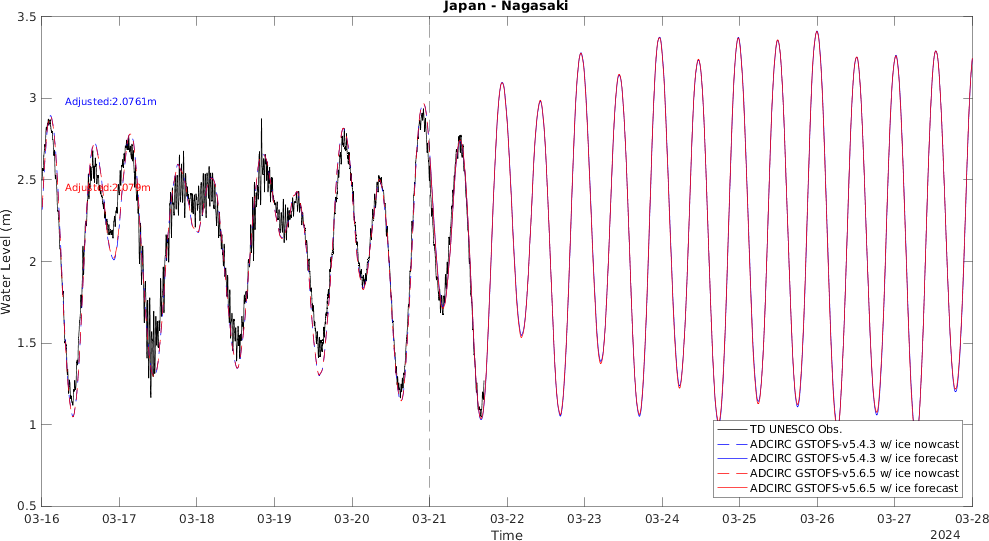 Japan - Nagasaki
3.5
3
2.5
2
1.5
1
0.5
Water Level (m)
Adjusted:2.0761m
Adjusted:2.079m
TD UNESCO Obs.
ADCIRC GSTOFS-v5.4.3 w/ ice nowcast
ADCIRC GSTOFS-v5.4.3 w/ ice forecast
ADCIRC GSTOFS-v5.6.5 w/ ice nowcast
ADCIRC GSTOFS-v5.6.5 w/ ice forecast
03-16 03-17 03-18 03-19 03-20 03-21 03-22 03-23 03-24 03-25 03-26 03-27 03-28
Time
2024